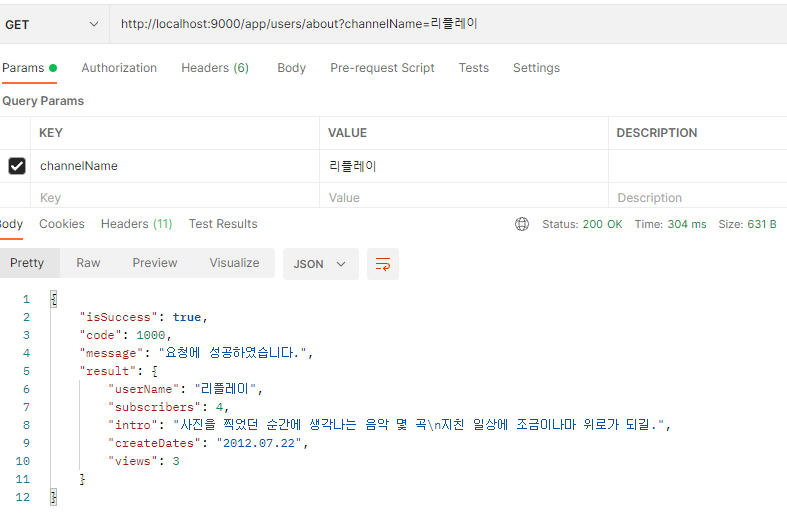 GET http://localhost:9000/app/users/about?channelName=리플레이
Params Authorization Headers (6) Body Pre-request Script Tests Settings
Query Params
KEY VALUE DESCRIPTION
channelName 리플레이
Key Value Description
Body Cookies Headers (11) Test Results Status: 200 OK Time: 304 ms Size: 631 B
Pretty Raw Preview Visualize JSON
1 {
2 "isSuccess": true,
3 "code": 1000,
4 "message": "요청에 성공하였습니다.",
5 "result": {
6 "userName": "리플레이",
7 "subscribers": 4,
8 "intro": "사진을 찍었던 순간에 생각나는 음악 몇 곡\n지친 일상에 조금이나마 위로가 되길.",
9 "createDates": "2012.07.22",
10 "views": 3
11 }
12 }